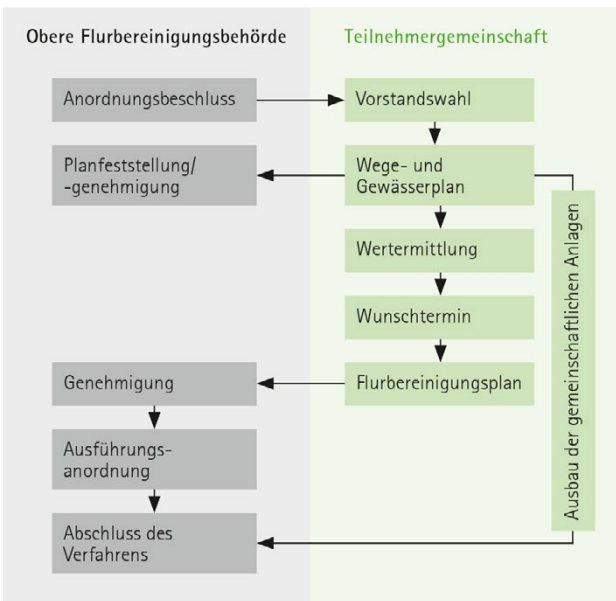 Obere Flurbereinigungsbehörde
Teilnehmergemeinschaft
Anordnungsbeschluss
Vorstandswahl
Planfeststellung/
-genehmigung
Wege- und
Gewässerplan
Wertermittlung
Wunschtermin
Genehmigung
Flurbereinigungsplan
Ausführungs-
anordnung
Abschluss des
Verfahrens
Ausbau der gemeinschaftlichen Anlagen